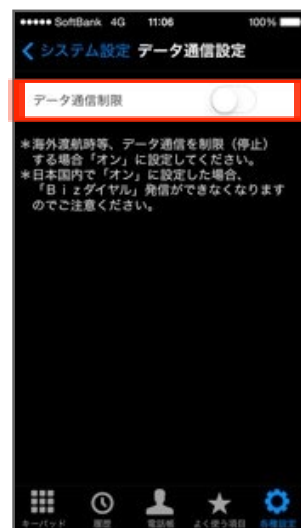 SoftBank 4G 11:06 100%
システム設定 データ通信設定
データ通信制限
*海外渡航時等、データ通信を制限（停止）
する場合「オン」に設定してください。
*日本国内で「オン」に設定した場合、
「Bizダイヤル」発信ができなくなります
のでご注意ください。
キーパッド 履歴 電話帳 よく使う項目 各種設定